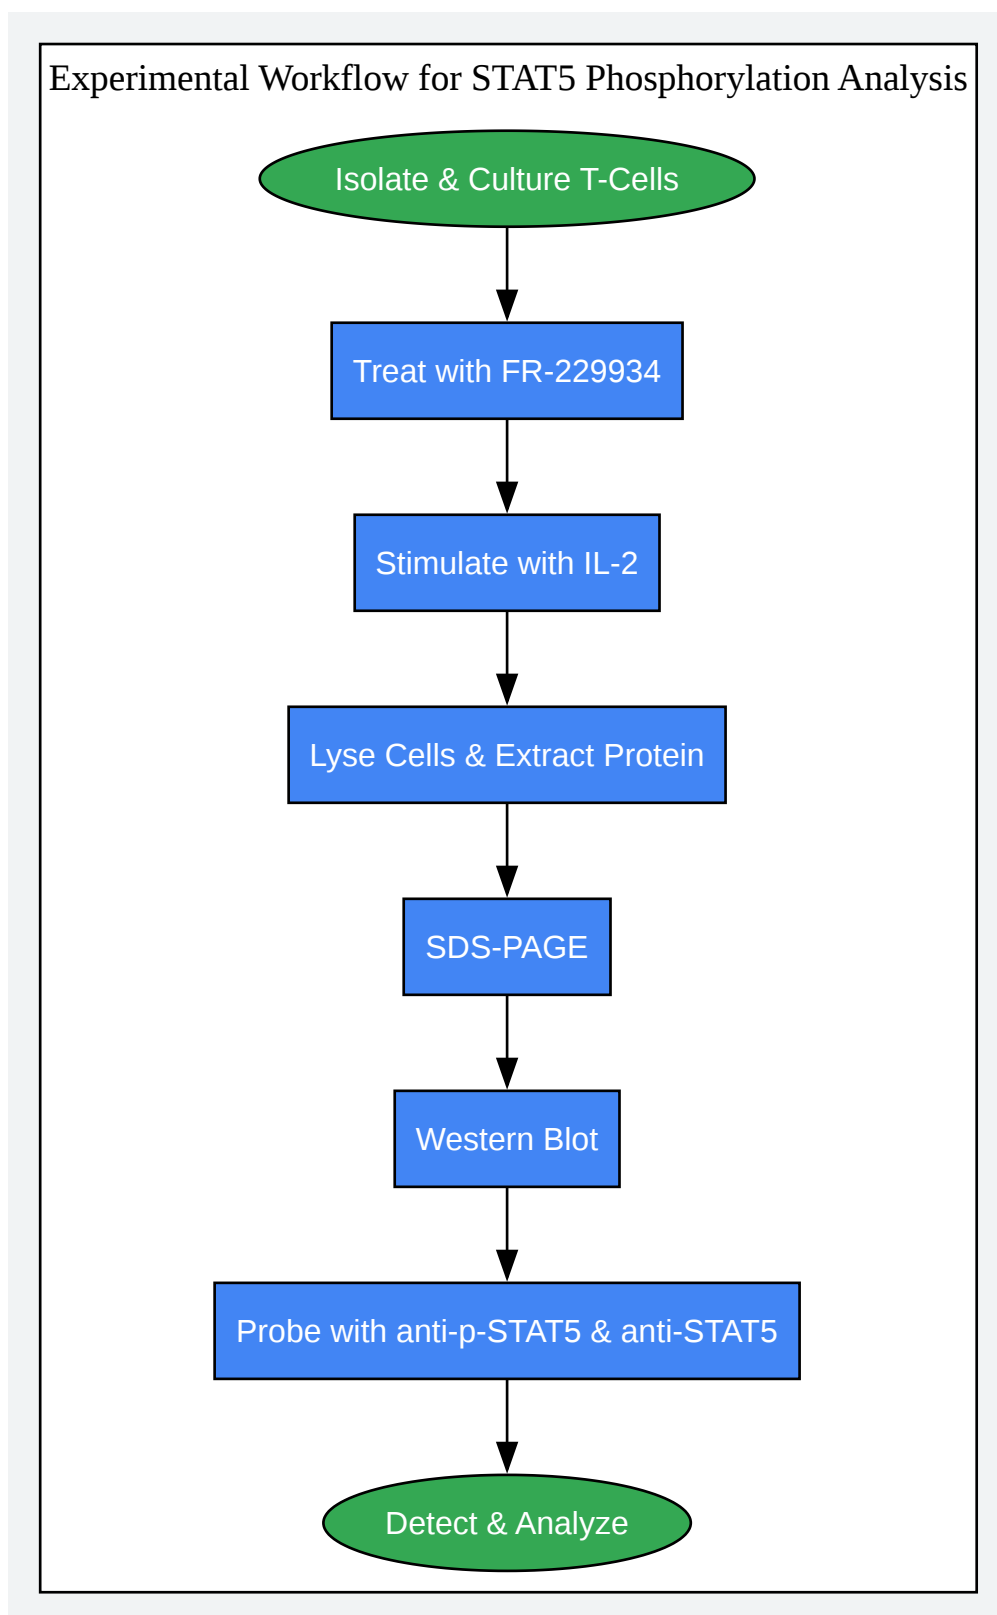 Experimental Workflow for STAT5 Phosphorylation Analysis
Isolate & Culture T-Cells
Treat with FR-229934
Stimulate with IL-2
Lyse Cells & Extract Protein
SDS-PAGE
Western Blot
Probe with anti-p-STAT5 & anti-STAT5
Detect & Analyze